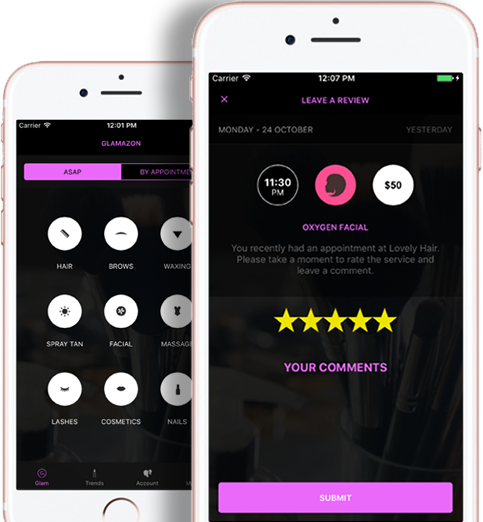 Carrier 12:01 PM
GLAMAZON
ASAP BY APPOINTME
HAIR BROWS WAXING
SPRAY TAN FACIAL MASSAGE
LASHES COSMETICS NAILS
Glam Trends Account
Carrier 12:07 PM
× LEAVE A REVIEW
MONDAY - 24 OCTOBER YESTERDAY
11:30
PM
$50
OXYGEN FACIAL
You recently had an appointment at Lovely Hair.
Please take a moment to rate the service and
leave a comment.
YOUR COMMENTS
SUBMIT